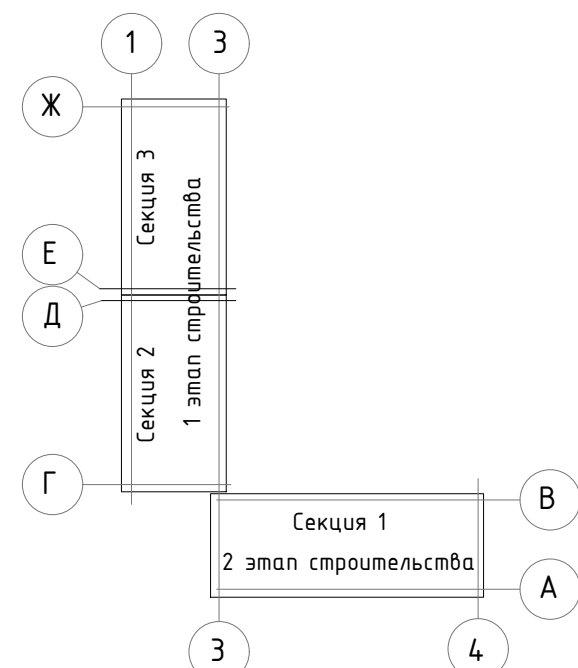 1
3
Ж
Секция 3
1 этап строительства
Е
Д
Секция 2
Г
В
Секция 1
2 этап строительства
А
3
4